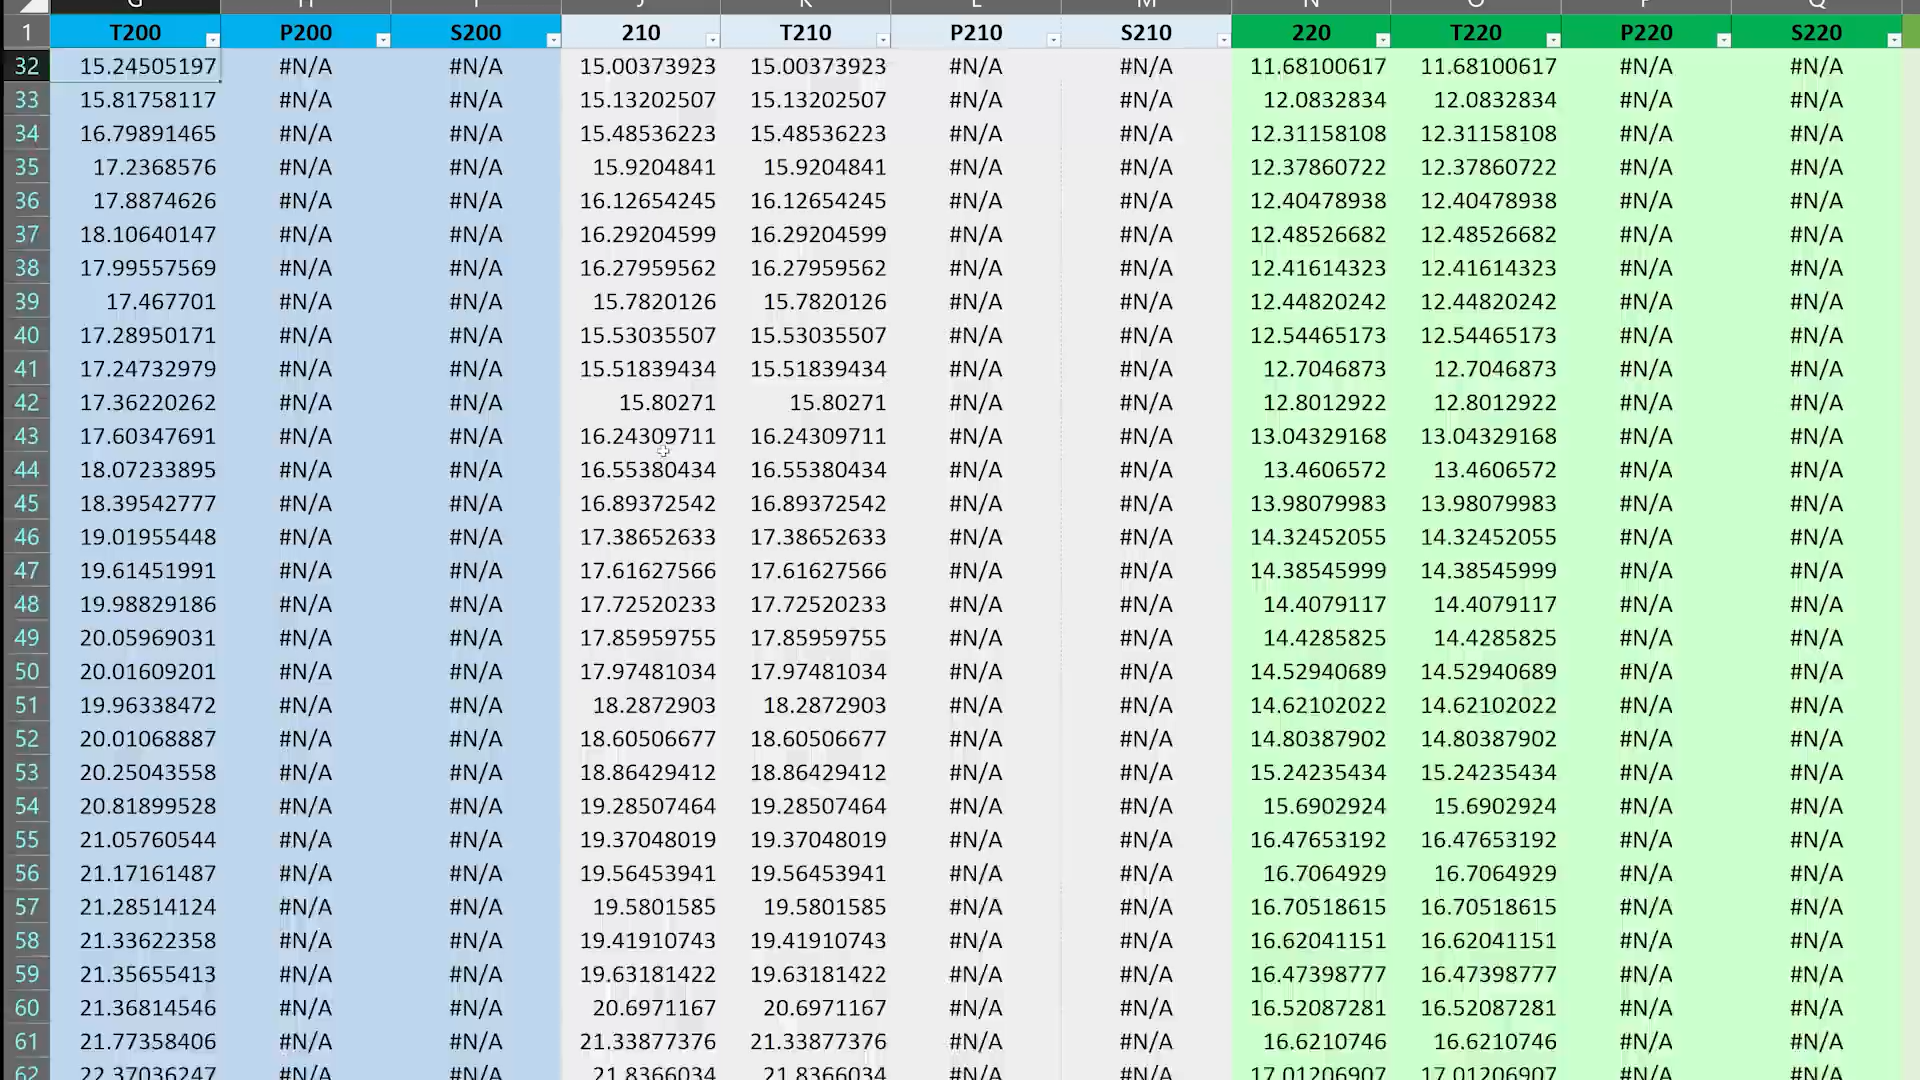 1 T200 P200 S200 210 T210 P210 S210 220 T220 P220 S220
32 15.24505197 #N/A #N/A 15.00373923 15.00373923 #N/A #N/A 11.68100617 11.68100617 #N/A #N/A
33 15.81758117 #N/A #N/A 15.13202507 15.13202507 #N/A #N/A 12.0832834 12.0832834 #N/A #N/A
34 16.79891465 #N/A #N/A 15.48536223 15.48536223 #N/A #N/A 12.31158108 12.31158108 #N/A #N/A
35 17.2368576 #N/A #N/A 15.9204841 15.9204841 #N/A #N/A 12.37860722 12.37860722 #N/A #N/A
36 17.8874626 #N/A #N/A 16.12654245 16.12654245 #N/A #N/A 12.40478938 12.40478938 #N/A #N/A
37 18.10640147 #N/A #N/A 16.29204599 16.29204599 #N/A #N/A 12.48526682 12.48526682 #N/A #N/A
38 17.99557569 #N/A #N/A 16.27959562 16.27959562 #N/A #N/A 12.41614323 12.41614323 #N/A #N/A
39 17.467701 #N/A #N/A 15.7820126 15.7820126 #N/A #N/A 12.44820242 12.44820242 #N/A #N/A
40 17.28950171 #N/A #N/A 15.53035507 15.53035507 #N/A #N/A 12.54465173 12.54465173 #N/A #N/A
41 17.24732979 #N/A #N/A 15.51839434 15.51839434 #N/A #N/A 12.7046873 12.7046873 #N/A #N/A
42 17.36220262 #N/A #N/A 15.80271 15.80271 #N/A #N/A 12.8012922 12.8012922 #N/A #N/A
43 17.60347691 #N/A #N/A 16.24309711 16.24309711 #N/A #N/A 13.04329168 13.04329168 #N/A #N/A
44 18.07233895 #N/A #N/A 16.55380434 16.55380434 #N/A #N/A 13.4606572 13.4606572 #N/A #N/A
45 18.39542777 #N/A #N/A 16.89372542 16.89372542 #N/A #N/A 13.98079983 13.98079983 #N/A #N/A
46 19.01955448 #N/A #N/A 17.38652633 17.38652633 #N/A #N/A 14.32452055 14.32452055 #N/A #N/A
47 19.61451991 #N/A #N/A 17.61627566 17.61627566 #N/A #N/A 14.38545999 14.38545999 #N/A #N/A
48 19.98829186 #N/A #N/A 17.72520233 17.72520233 #N/A #N/A 14.4079117 14.4079117 #N/A #N/A
49 20.05969031 #N/A #N/A 17.85959755 17.85959755 #N/A #N/A 14.4285825 14.4285825 #N/A #N/A
50 20.01609201 #N/A #N/A 17.97481034 17.97481034 #N/A #N/A 14.52940689 14.52940689 #N/A #N/A
51 19.96338472 #N/A #N/A 18.2872903 18.2872903 #N/A #N/A 14.62102022 14.62102022 #N/A #N/A
52 20.01068887 #N/A #N/A 18.60506677 18.60506677 #N/A #N/A 14.80387902 14.80387902 #N/A #N/A
53 20.25043558 #N/A #N/A 18.86429412 18.86429412 #N/A #N/A 15.24235434 15.24235434 #N/A #N/A
54 20.81899528 #N/A #N/A 19.28507464 19.28507464 #N/A #N/A 15.6902924 15.6902924 #N/A #N/A
55 21.05760544 #N/A #N/A 19.37048019 19.37048019 #N/A #N/A 16.47653192 16.47653192 #N/A #N/A
56 21.17161487 #N/A #N/A 19.56453941 19.56453941 #N/A #N/A 16.7064929 16.7064929 #N/A #N/A
57 21.28514124 #N/A #N/A 19.5801585 19.5801585 #N/A #N/A 16.70518615 16.70518615 #N/A #N/A
58 21.33622358 #N/A #N/A 19.41910743 19.41910743 #N/A #N/A 16.62041151 16.62041151 #N/A #N/A
59 21.35655413 #N/A #N/A 19.63181422 19.63181422 #N/A #N/A 16.47398777 16.47398777 #N/A #N/A
60 21.36814546 #N/A #N/A 20.6971167 20.6971167 #N/A #N/A 16.52087281 16.52087281 #N/A #N/A
61 21.77358406 #N/A #N/A 21.33877376 21.33877376 #N/A #N/A 16.6210746 16.6210746 #N/A #N/A
62 22.37036247 #N/A #N/A 21.8366034 21.8366034 #N/A #N/A 17.01206907 17.01206907 #N/A #N/A